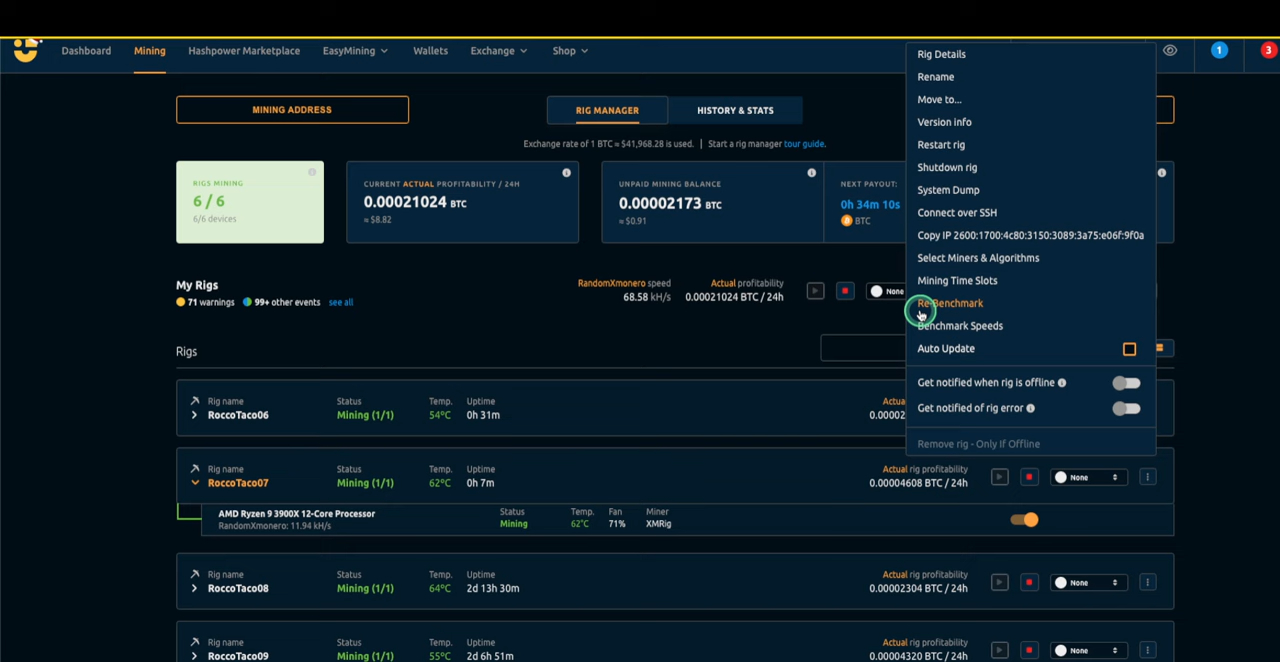 Dashboard Mining Hashpower Marketplace EasyMining Wallets Exchange Shop 1 3
MINING ADDRESS RIG MANAGER HISTORY & STATS
Exchange rate of 1 BTC ≈ $41,968.28 is used. | Start a rig manager tour guide.
RIGS MINING
6 / 6
6/6 devices
CURRENT ACTUAL PROFITABILITY / 24H
0.00021024 BTC
≈ $8.82
UNPAID MINING BALANCE
0.00002173 BTC
≈ $0.91
NEXT PAYOUT:
0h 34m 10s
BTC
Rig Details
Rename
Move to...
Version info
Restart rig
Shutdown rig
System Dump
Connect over SSH
Copy IP 2600:1700:4c80:3150:3089:3a75:e06f:9f0a
Select Miners & Algorithms
Mining Time Slots
Re-Benchmark
Benchmark Speeds
Auto Update
Get notified when rig is offline
Get notified of rig error
Remove rig - Only If Offline
My Rigs
71 warnings 99+ other events see all
RandomXmonero speed
68.58 kH/s
Actual profitability
0.00021024 BTC / 24h
None
Rigs
Rig name Status Temp. Uptime Actua
RoccoTaco06 Mining (1/1) 54ºC 0h 31m 0.00002
Rig name Status Temp. Uptime Actual rig profitability
RoccoTaco07 Mining (1/1) 62ºC 0h 7m 0.00004608 BTC / 24h None
AMD Ryzen 9 3900X 12-Core Processor Status Temp. Fan Miner
RandomXmonero: 11.94 kH/s Mining 62°C 71% XMRig
Rig name Status Temp. Uptime Actual rig profitability
RoccoTaco08 Mining (1/1) 64ºC 2d 13h 30m 0.00002304 BTC / 24h None
Rig name Status Temp. Uptime Actual rig profitability
RoccoTaco09 Mining (1/1) 55ºC 2d 6h 51m 0.00004320 BTC / 24h None